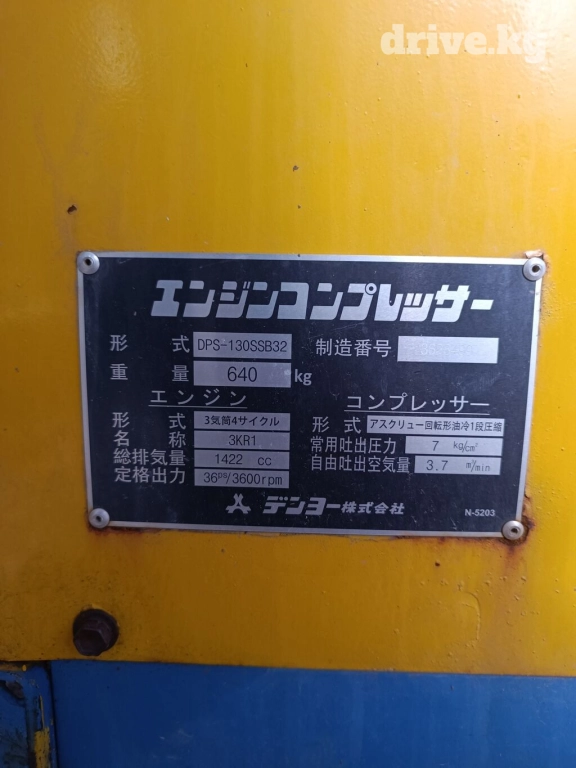 drive.kg
エンジンコンプレッサー
形式 DPS-130SSB32 製造番号
重量 640 kg
エンジン
コンプレッサー
形式 3気筒4サイクル
名称 3KR1
総排気量 1422 cc
定格出力 36PS/3600rpm
形式 アスクリュー回転形油冷1段圧縮
常用吐出圧力 7 kg/cm²
自由吐出空気量 3.7 m³/min
デンヨー株式会社
N-5203